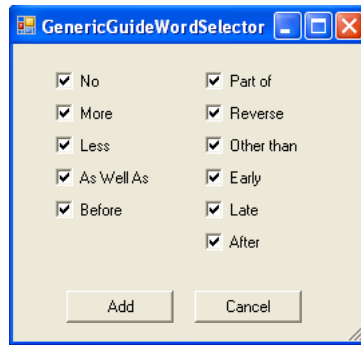 GenericGuideWordSelector
No Part of
More Reverse
Less Other than
As Well As Early
Before Late
After
Add Cancel